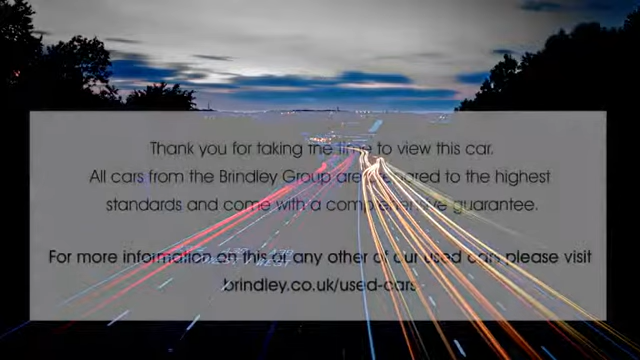 Thank you for taking the time to view this car.
All cars from the Brindley Group are prepared to the highest
standards and come with a comprehensive guarantee.
For more information on this or any other of our used cars please visit
brindley.co.uk/used-cars